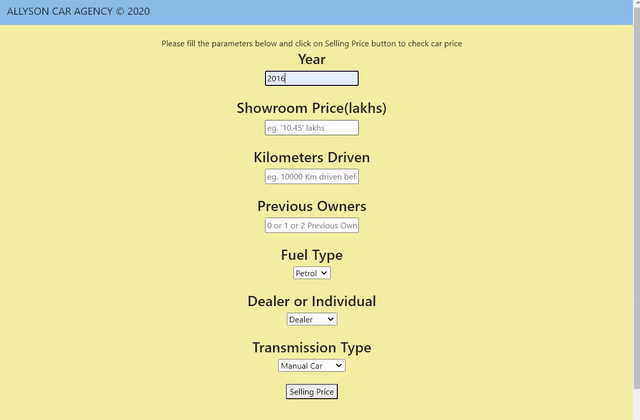 ALLYSON CAR AGENCY © 2020
Please fill the parameters below and click on Selling Price button to check car price
Year
2016
Showroom Price(lakhs)
eg. '10.45' lakhs
Kilometers Driven
eg. 10000 Km driven bef
Previous Owners
0 or 1 or 2 Previous Own
Fuel Type
Petrol
Dealer or Individual
Dealer
Transmission Type
Manual Car
Selling Price